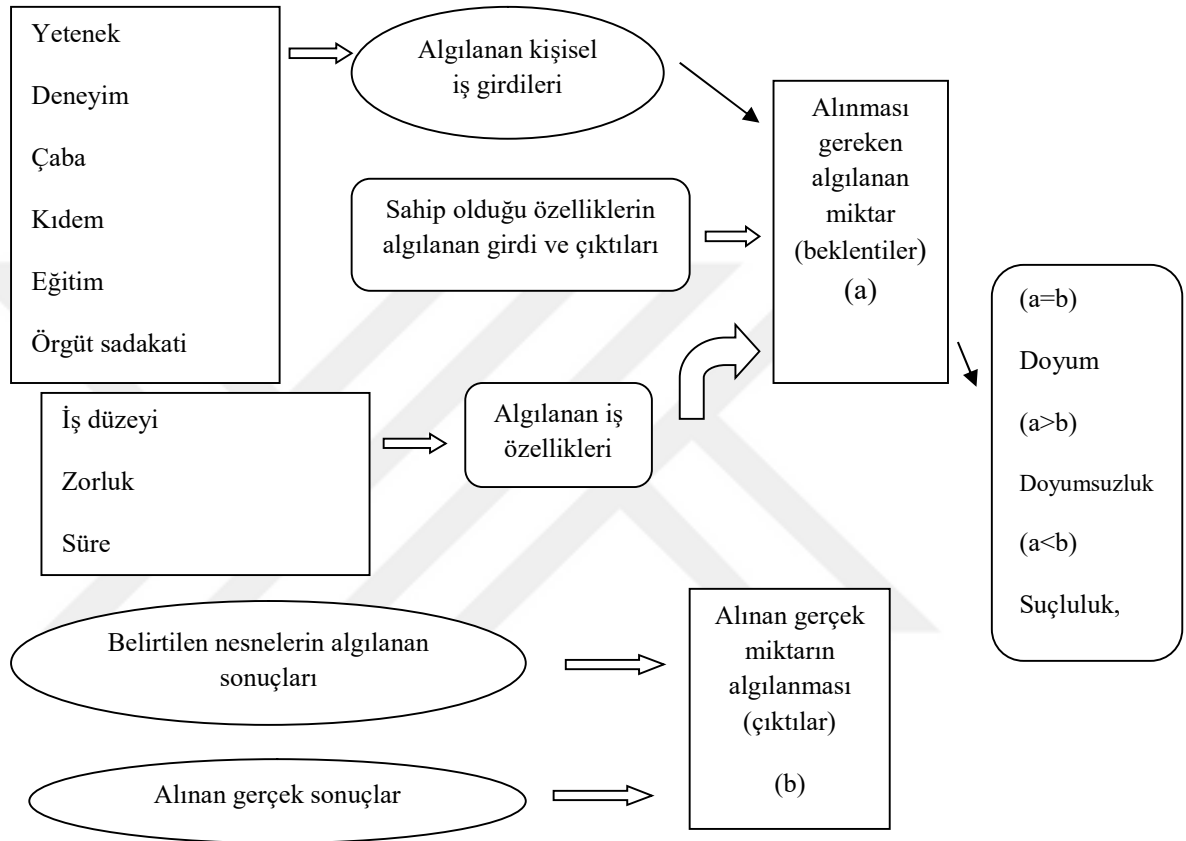 Yetenek
Deneyim
Çaba
Kıdem
Eğitim
Örgüt sadakati
Algılanan kişisel
iş girdileri
Sahip olduğu özelliklerin
algılanan girdi ve çıktıları
İş düzeyi
Zorluk
Süre
Algılanan iş
özellikleri
Alınması
gereken
algılanan
miktar
(beklentiler)
(a)
Belirtilen nesnelerin algılanan
sonuçları
Alınan gerçek sonuçlar
Alınan gerçek
miktarın
algılanması
(çıktılar)
(b)
(a=b)
Doyum
(a>b)
Doyumsuzluk
(a<b)
Suçluluk,